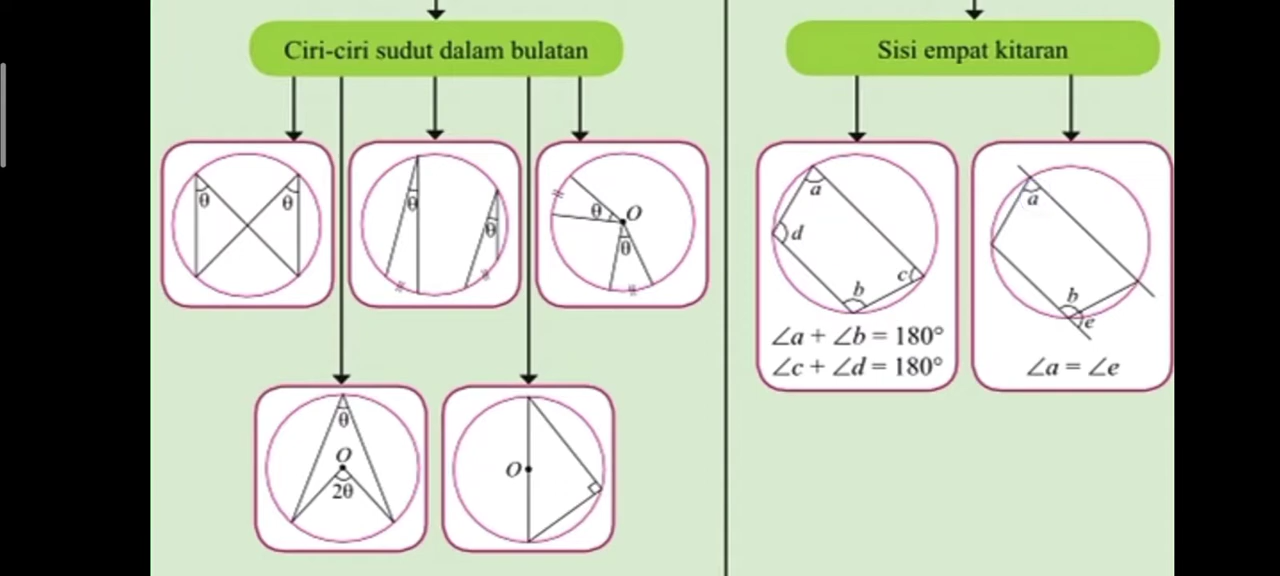 Ciri-ciri sudut dalam bulatan
θ
θ
θ
θ
θ
O
θ
θ
O
2θ
O
Sisi empat kitaran
a
d
c
b
∠a + ∠b = 180°
∠c + ∠d = 180°
a
b
e
∠a = ∠e